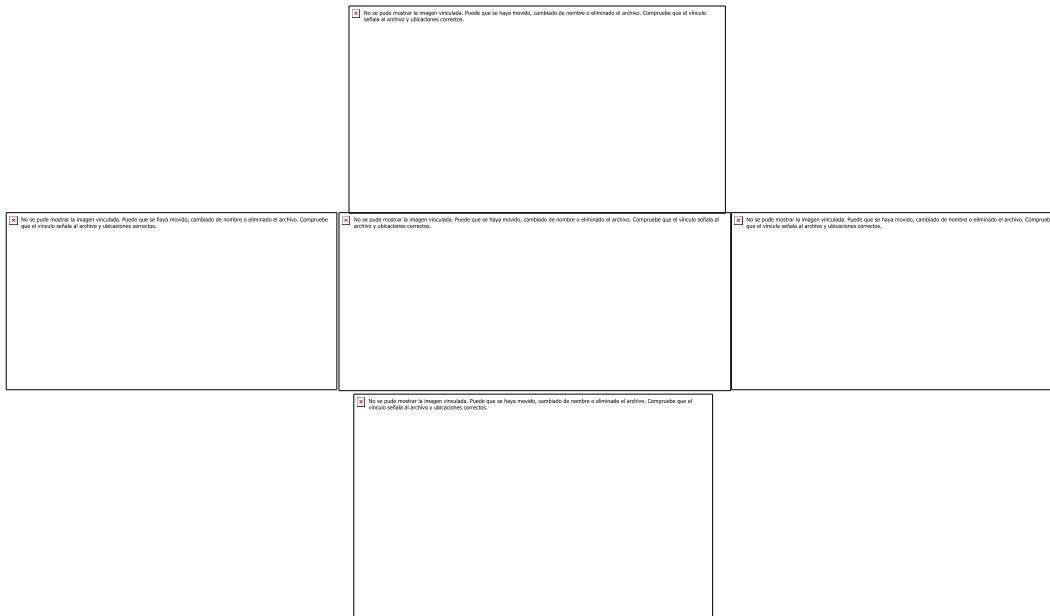 No se pude mostrar la imagen vinculada. Puede que se haya movido, cambiado de nombre o eliminado el archivo. Compruebe que el vínculo
señala al archivo y ubicaciones correctos.
No se pude mostrar la imagen vinculada. Puede que se haya movido, cambiado de nombre o eliminado el archivo. Compruebe
que el vínculo señala al archivo y ubicaciones correctos.
No se pude mostrar la imagen vinculada. Puede que se haya movido, cambiado de nombre o eliminado el archivo. Compruebe que el vínculo señala al
archivo y ubicaciones correctos.
No se pude mostrar la imagen vinculada. Puede que se haya movido, cambiado de nombre o eliminado el archivo. Comprueb
que el vínculo señala al archivo y ubicaciones correctos.
No se pude mostrar la imagen vinculada. Puede que se haya movido, cambiado de nombre o eliminado el archivo. Compruebe que el
vínculo señala al archivo y ubicaciones correctos.